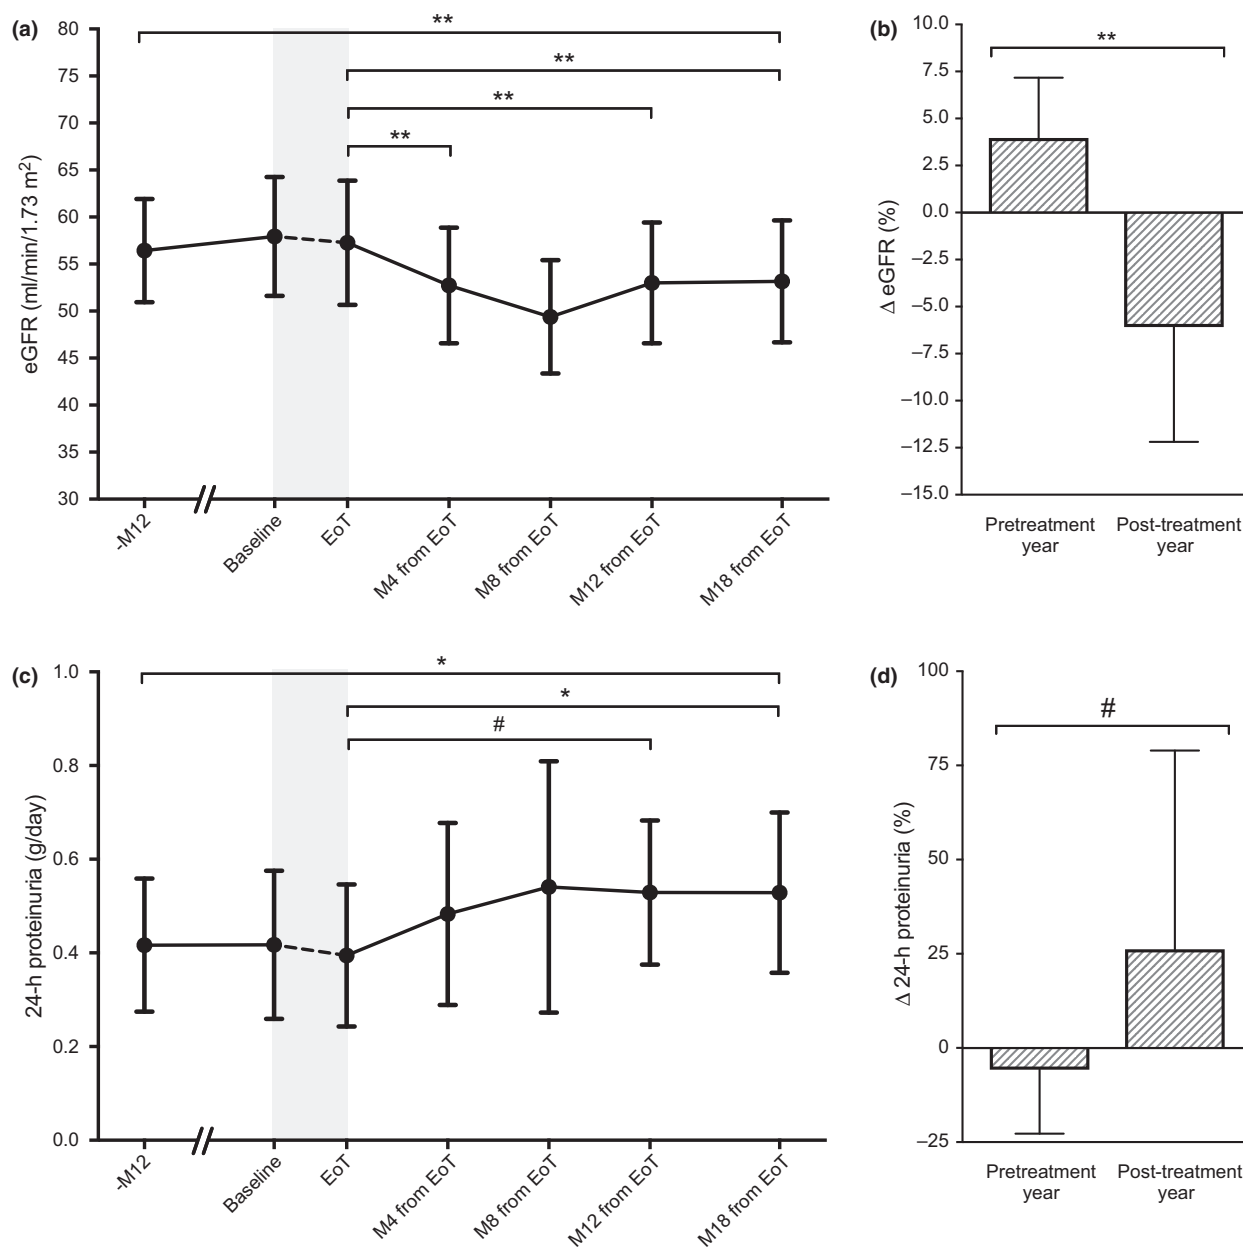 (a)
eGFR (ml/min/1.73 m²)
80
75
70
65
60
55
50
45
40
35
30
**
**
**
**
-M12
Baseline
EoT
M4 from EoT
M8 from EoT
M12 from EoT
M18 from EoT
(b)
Δ eGFR (%)
10.0
7.5
5.0
2.5
0.0
–2.5
–5.0
–7.5
–10.0
–12.5
–15.0
**
Pretreatment
year
Post-treatment
year
(c)
24-h proteinuria (g/day)
1.0
0.8
0.6
0.4
0.2
0.0
*
*
#
-M12
Baseline
EoT
M4 from EoT
M8 from EoT
M12 from EoT
M18 from EoT
(d)
Δ 24-h proteinuria (%)
100
75
50
25
0
–25
#
Pretreatment
year
Post-treatment
year